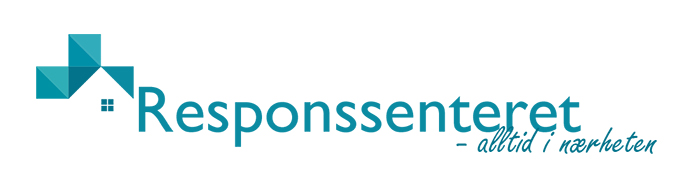 Responssenteret
- alltid i nærheten